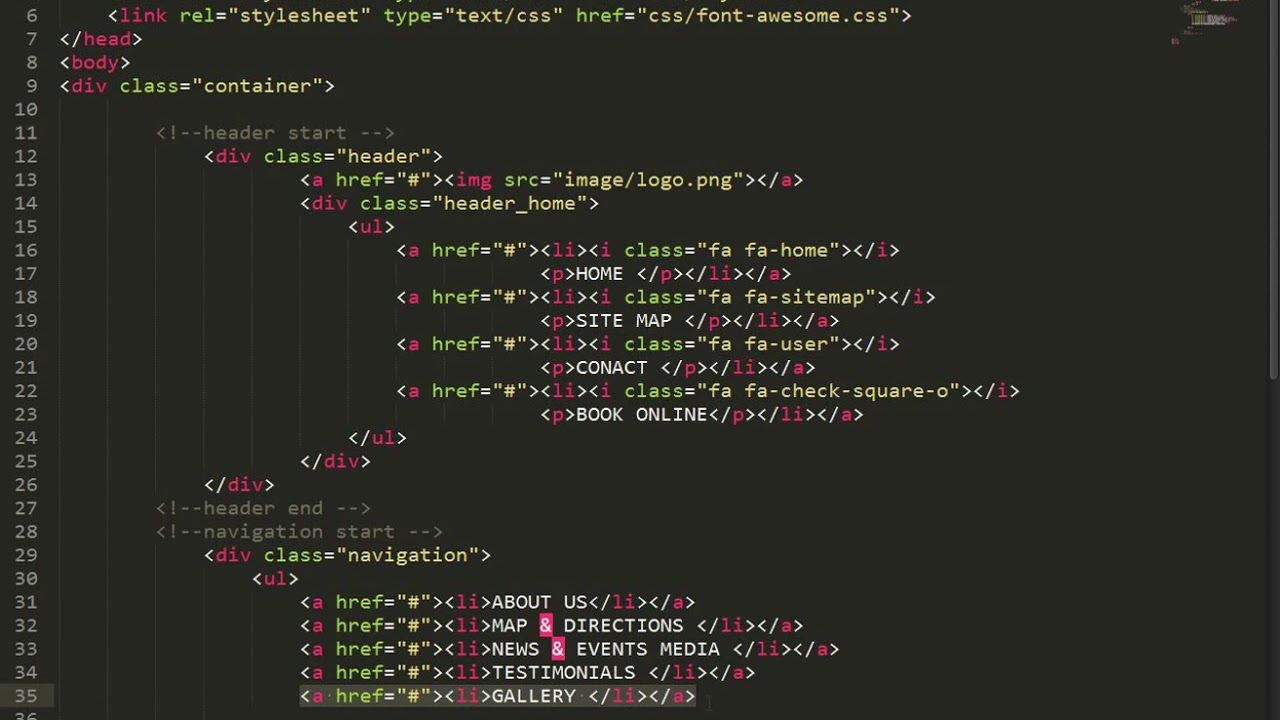 6 <link rel="stylesheet" type="text/css" href="css/font-awesome.css">
7 </head>
8 <body>
9 <div class="container">
10
11 <!--header start -->
12 <div class="header">
13 <a href="#"><img src="image/logo.png"></a>
14 <div class="header_home">
15 <ul>
16 <a href="#"><li><i class="fa fa-home"></i>
17 <p>HOME </p></li></a>
18 <a href="#"><li><i class="fa fa-sitemap"></i>
19 <p>SITE MAP </p></li></a>
20 <a href="#"><li><i class="fa fa-user"></i>
21 <p>CONACT </p></li></a>
22 <a href="#"><li><i class="fa fa-check-square-o"></i>
23 <p>BOOK ONLINE</p></li></a>
24 </ul>
25 </div>
26 </div>
27 <!--header end -->
28 <!--navigation start -->
29 <div class="navigation">
30 <ul>
31 <a href="#"><li>ABOUT US</li></a>
32 <a href="#"><li>MAP & DIRECTIONS </li></a>
33 <a href="#"><li>NEWS & EVENTS MEDIA </li></a>
34 <a href="#"><li>TESTIMONIALS </li></a>
35 <a href="#"><li>GALLERY </li></a>
36